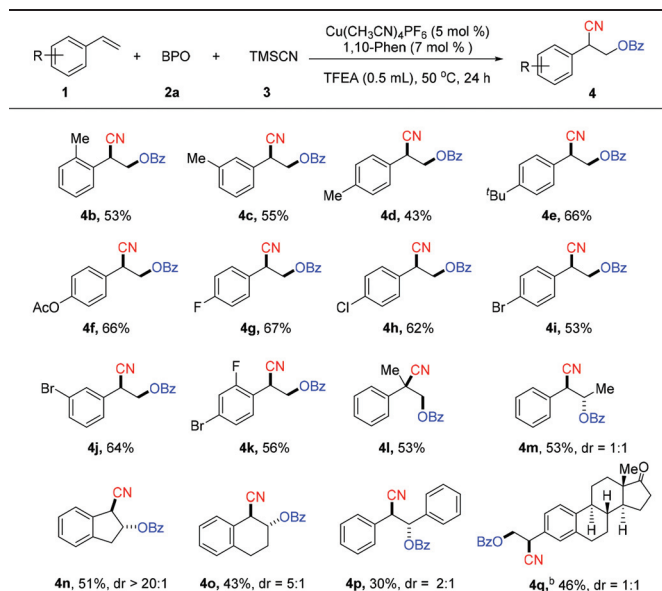 Cu(CH3CN)4PF6 (5 mol %)
1,10-Phen (7 mol % )
R + BPO + TMSCN
TFEA (0.5 mL), 50 °C, 24 h
CN
OBz
R
1 2a 3 4
Me CN OBz
Me CN OBz
Me CN OBz
tBu CN OBz
4b, 53% 4c, 55% 4d, 43% 4e, 66%
AcO CN OBz
F CN OBz
Cl CN OBz
Br CN OBz
4f, 66% 4g, 67% 4h, 62% 4i, 53%
Br CN OBz
F CN OBz Br
Me CN OBz
CN Me OBz
4j, 64% 4k, 56% 4l, 53% 4m, 53%, dr = 1:1
CN OBz
CN OBz
CN OBz
Me O H H H OBz CN
4n, 51%, dr > 20:1 4o, 43%, dr = 5:1 4p, 30%, dr = 2:1 4q,b 46%, dr = 1:1